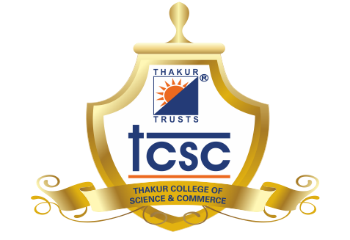 THAKUR
®
TRUSTS
tcsc
THAKUR COLLEGE OF
SCIENCE & COMMERCE